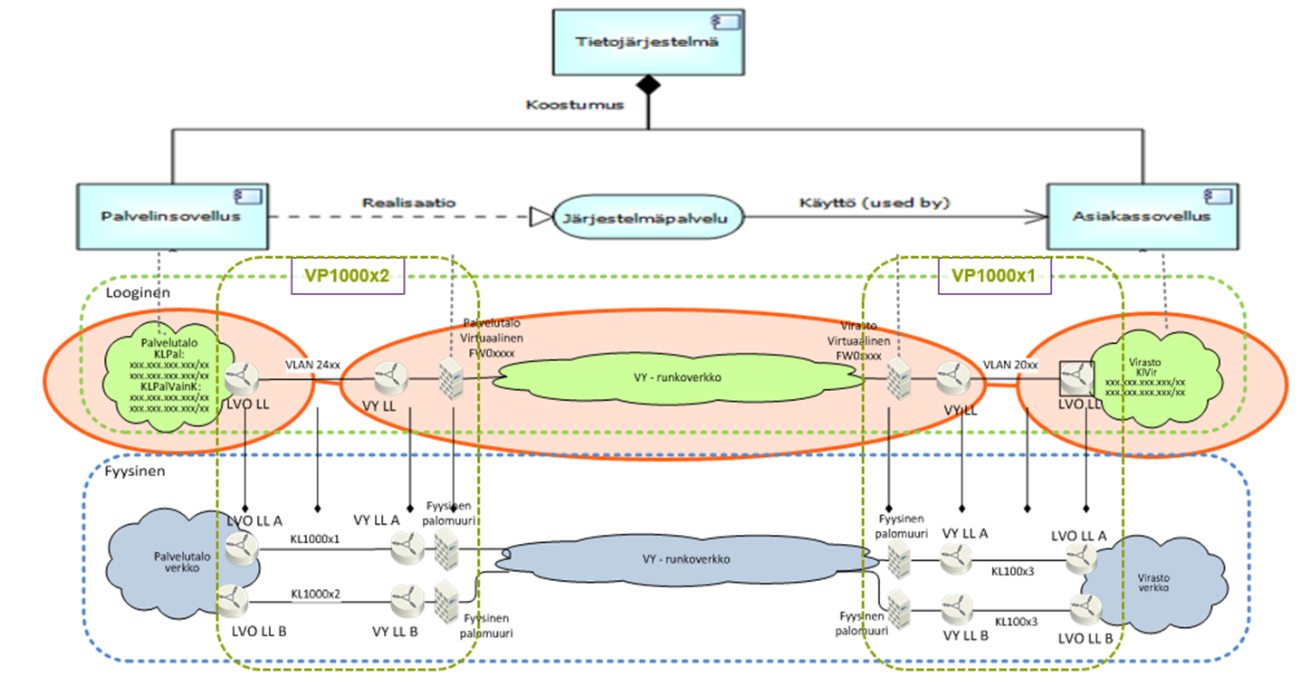 Tietojärjestelmä
Koostumus
Palvelinsovellus
Realisaatio
Järjestelmäpalvelu
Käyttö (used by)
Asiakassovellus
VP1000x2
VP1000x1
Looginen
Palvelutalo
KLPal:
xxx.xxx.xxx.xxx/xx
xxx.xxx.xxx.xxx/xx
KLPalVainK:
xxx.xxx.xxx.xxx/xx
xxx.xxx.xxx.xxx/xx
LVO LL
VLAN 24xx
VY LL
Palvelutalo
Virtuaalinen
FW0xxxx
VY - runkoverkko
Virasto
Virtuaalinen
FW0xxxx
VY LL
VLAN 20xx
LVO LL
Virasto
KlVir
xxx.xxx.xxx.xxx/xx
xxx.xxx.xxx.xxx/xx
Fyysinen
Palvelutalo
verkko
LVO LL A
KL1000x1
VY LL A
Fyysinen
palomuuri
KL1000x2
LVO LL B
VY LL B
Fyysinen
palomuuri
VY - runkoverkko
Fyysinen
palomuuri
VY LL A
LVO LL A
KL100x3
Fyysinen
palomuuri
VY LL B
KL100x3
LVO LL B
Virasto
verkko